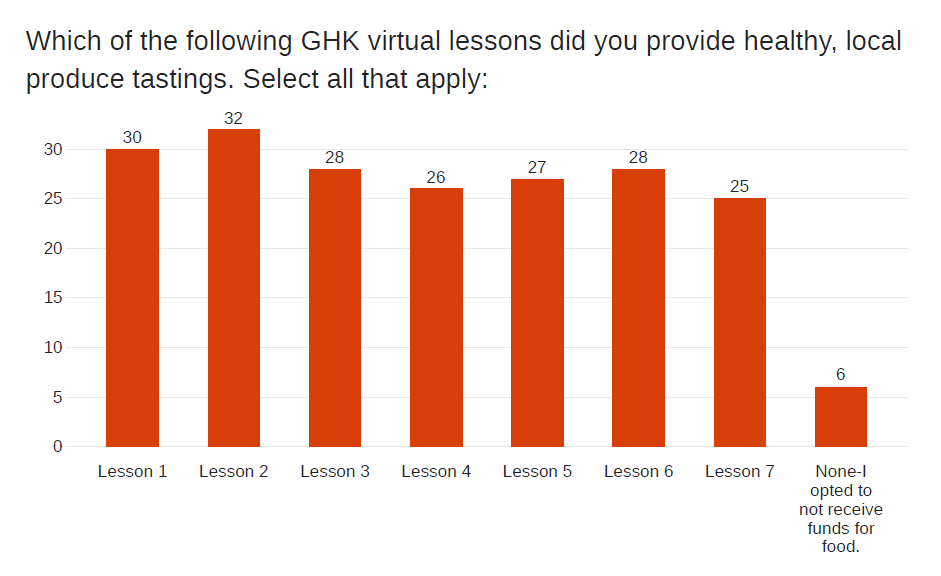 Which of the following GHK virtual lessons did you provide healthy, local
produce tastings. Select all that apply:
32
30
28
28
27
26
25
6
30
25
20
15
10
5
0
Lesson 1
Lesson 2
Lesson 3
Lesson 4
Lesson 5
Lesson 6
Lesson 7
None-I
opted to
not receive
funds for
food.